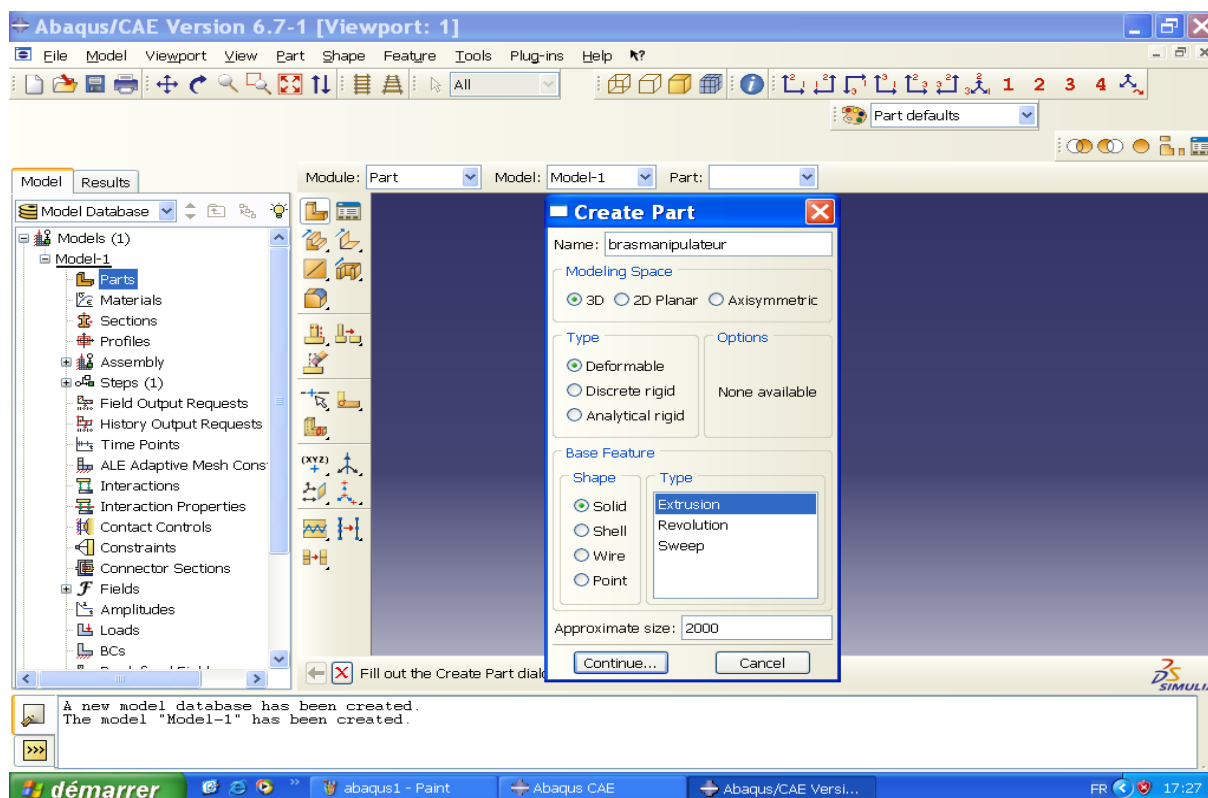 Abaqus/CAE Version 6.7-1 [Viewport: 1]
File Model Viewport View Part Shape Feature Tools Plug-ins Help
All
1 2 3 4
Part defaults
Model Results
Module: Part Model: Model-1 Part:
Model Database
Models (1)
Model-1
Parts
Materials
Sections
Profiles
Assembly
Steps (1)
Field Output Requests
History Output Requests
Time Points
ALE Adaptive Mesh Cons
Interactions
Interaction Properties
Contact Controls
Constraints
Connector Sections
Fields
Amplitudes
Loads
BCs
(XYZ)
Create Part
Name: brasmanipulateur
Modeling Space
3D 2D Planar Axisymmetric
Type
Deformable
Discrete rigid
Analytical rigid
Options
None available
Base Feature
Shape
Solid
Shell
Wire
Point
Type
Extrusion
Revolution
Sweep
Approximate size: 2000
Continue... Cancel
Fill out the Create Part dialo
SIMULIA
A new model database has been created.
The model "Model-1" has been created.
>>>
démarrer abaqus1 - Paint Abaqus CAE Abaqus/CAE Versi... FR 17:27